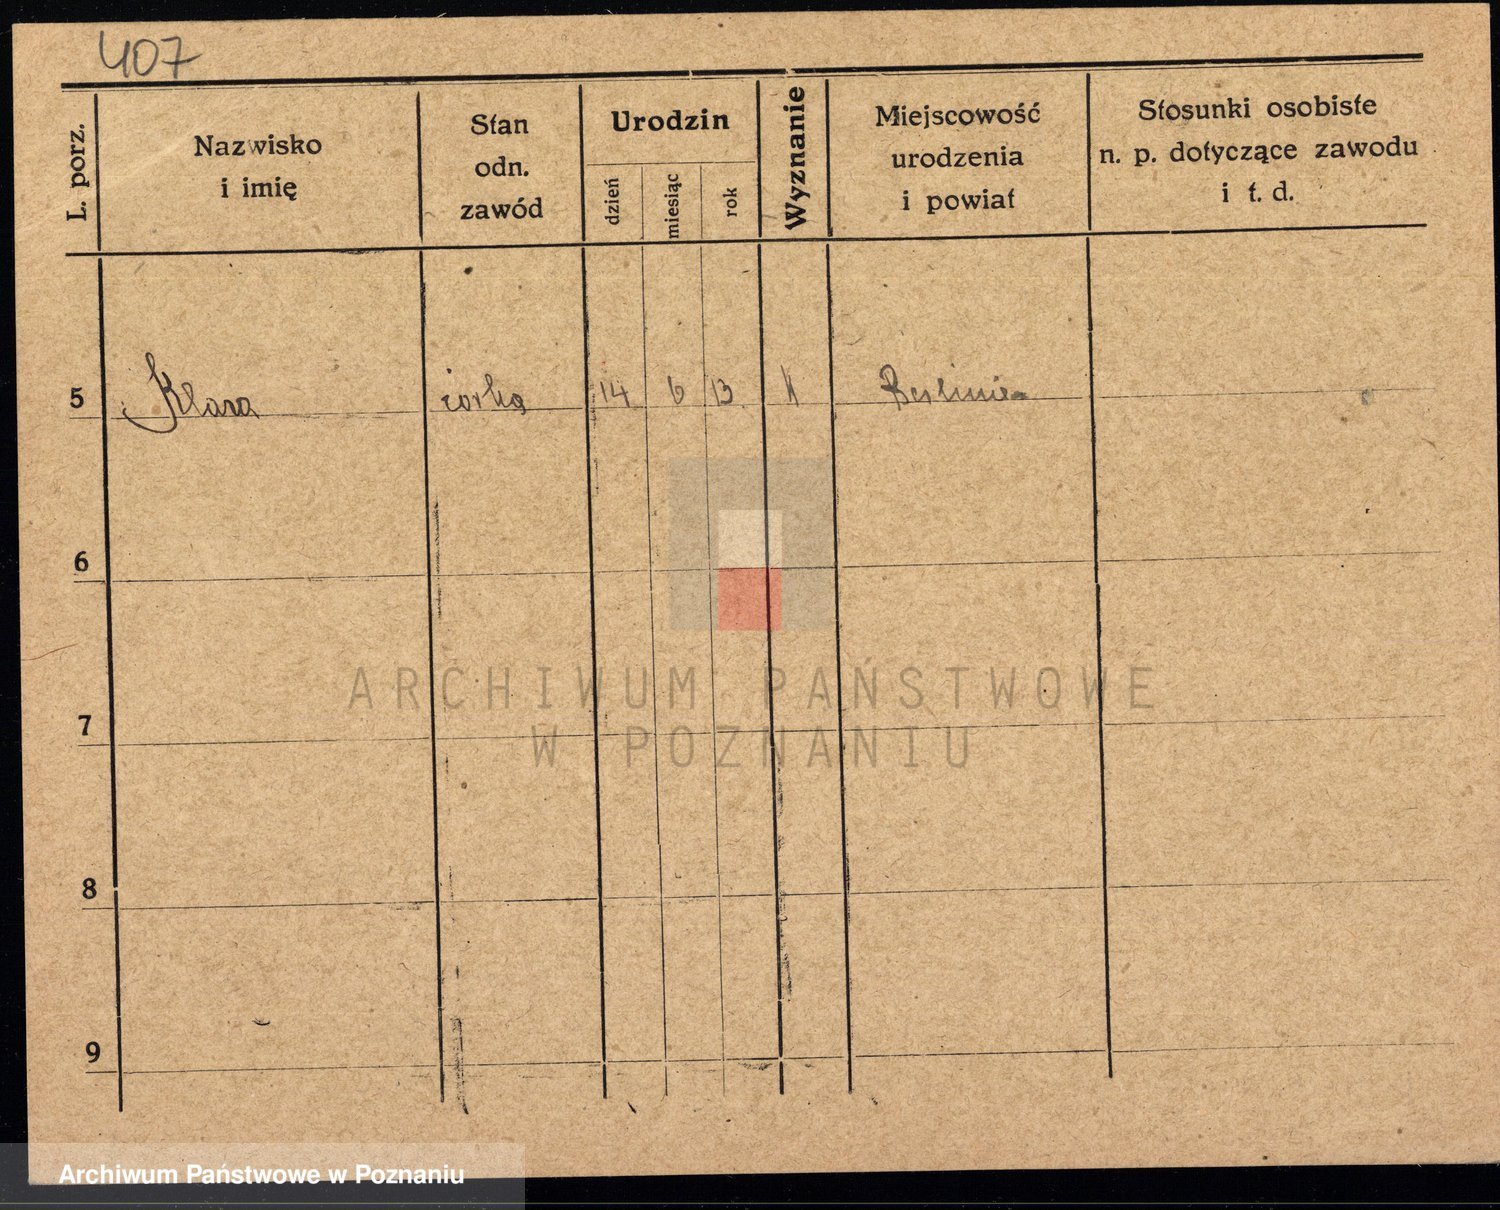 407
L. porz.
Nazwisko
i imię
Stan
odn.
zawód
Urodzin
dzień
miesiąc
rok
Wyznanie
Miejscowość
urodzenia
i powiat
Stosunki osobiste
n. p. dotyczące zawodu
i t. d.
5 Klara córka 14 6 13 k Berlinie
6
7
8
9
ARCHIWUM PAŃSTWOWE
W POZNANIU
Archiwum Państwowe w Poznaniu